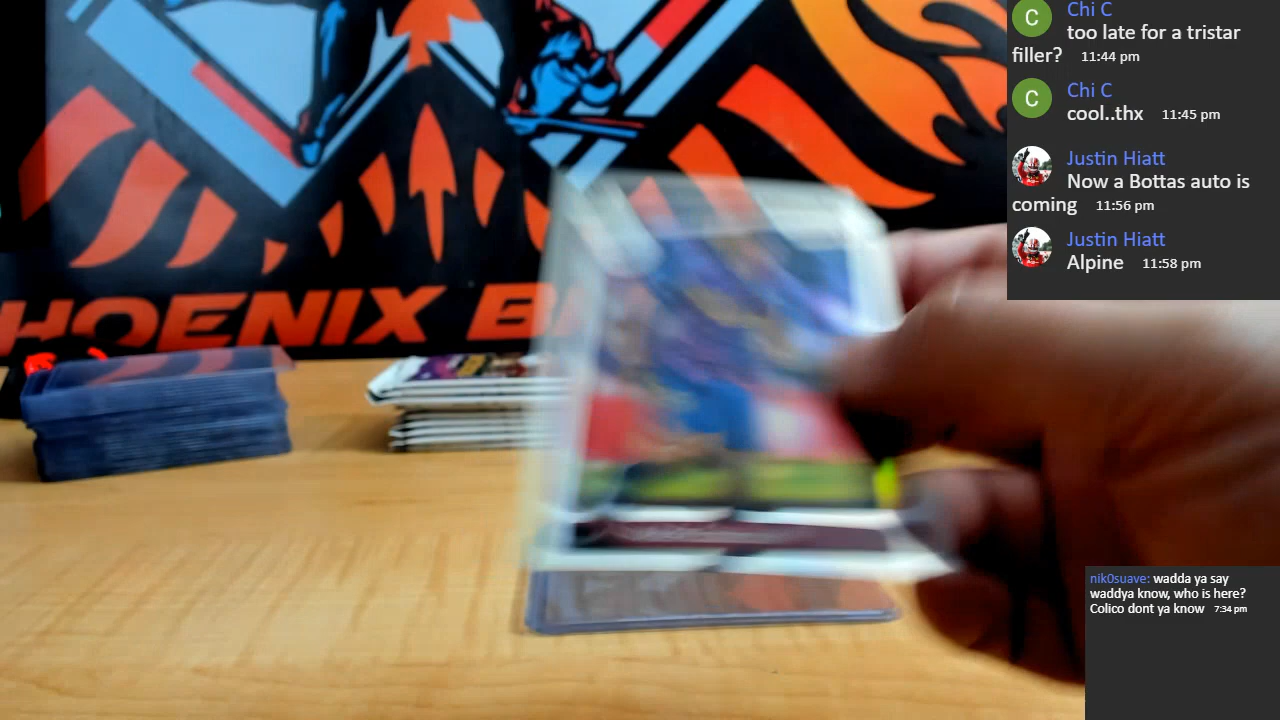 C
Chi C
too late for a tristar
filler? 11:44 pm
C
Chi C
cool..thx 11:45 pm
Justin Hiatt
Now a Bottas auto is
coming 11:56 pm
Justin Hiatt
Alpine 11:58 pm
HOENIX B
nik0suave: wadda ya say
waddya know, who is here?
Colico dont ya know 7:34 pm